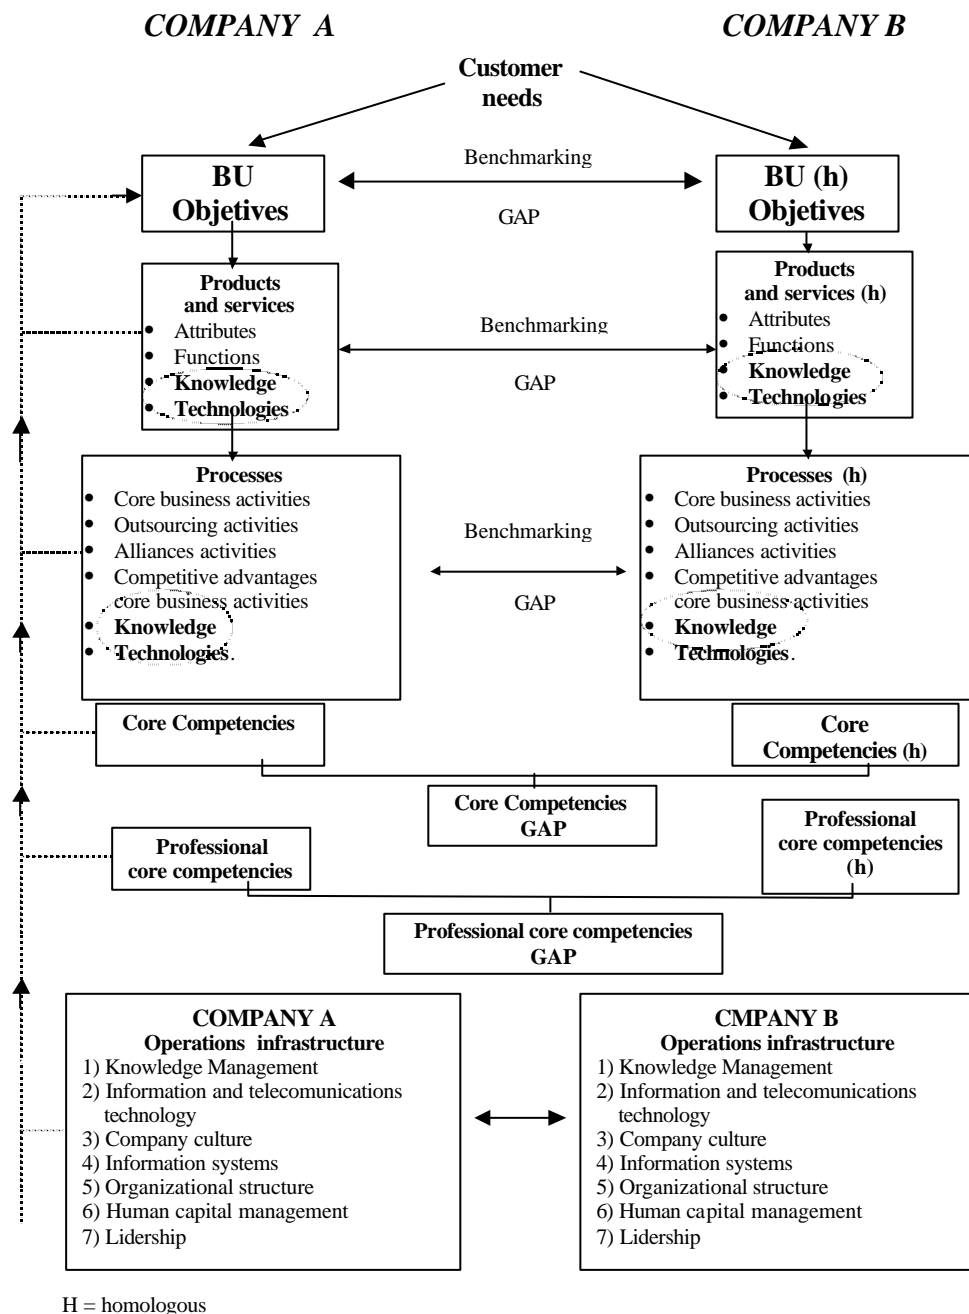 COMPANY A
COMPANY B
Customer
needs
BU
Objetives
Benchmarking
GAP
BU (h)
Objetives
Products
and services
• Attributes
• Functions
• Knowledge
• Technologies
Benchmarking
GAP
Products
and services (h)
• Attributes
• Functions
• Knowledge
• Technologies
Processes
• Core business activities
• Outsourcing activities
• Alliances activities
• Competitive advantages
core business activities
• Knowledge
• Technologies.
Benchmarking
GAP
Processes (h)
• Core business activities
• Outsourcing activities
• Alliances activities
• Competitive advantages
core business activities
• Knowledge
• Technologies.
Core Competencies
Core
Competencies (h)
Core Competencies
GAP
Professional
core competencies
Professional
core competencies
(h)
Professional core competencies
GAP
COMPANY A
Operations infrastructure
1) Knowledge Management
2) Information and telecomunications
technology
3) Company culture
4) Information systems
5) Organizational structure
6) Human capital management
7) Lidership
CMPANY B
Operations infrastructure
1) Knowledge Management
2) Information and telecomunications
technology
3) Company culture
4) Information systems
5) Organizational structure
6) Human capital management
7) Lidership
H = homologous